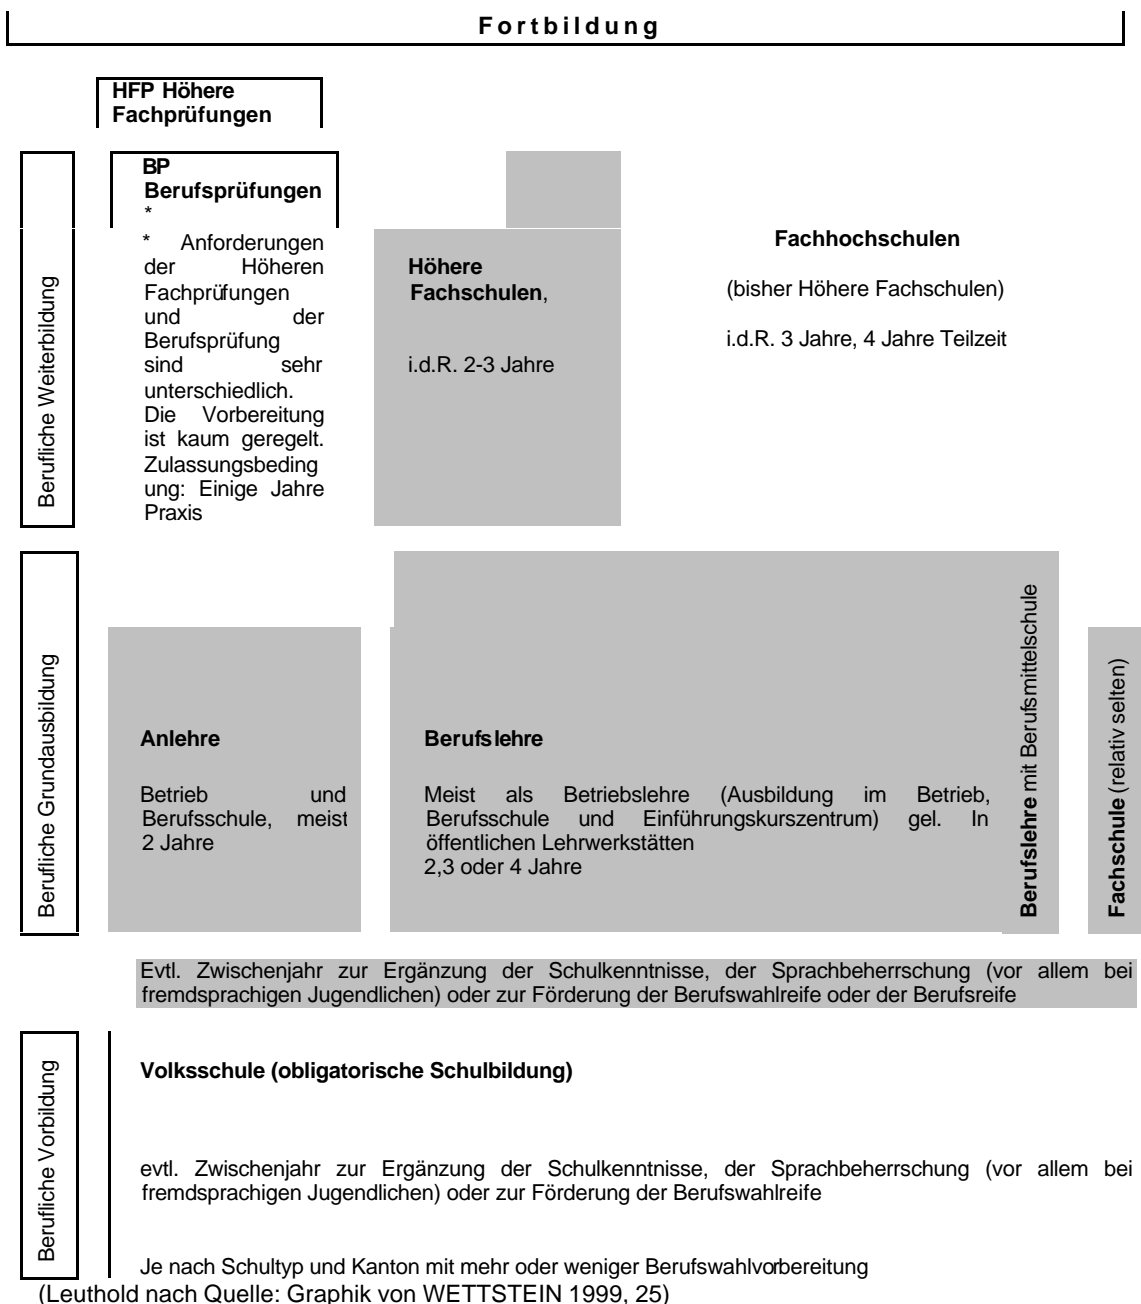 Fortbildung
HFP Höhere
Fachprüfungen
Berufliche Weiterbildung
BP
Berufsprüfungen
*
* Anforderungen
der Höheren
Fachprüfungen
und der
Berufsprüfung
sind sehr
unterschiedlich.
Die Vorbereitung
ist kaum geregelt.
Zulassungsbeding
ung: Einige Jahre
Praxis
Höhere
Fachschulen,
i.d.R. 2-3 Jahre
Fachhochschulen
(bisher Höhere Fachschulen)
i.d.R. 3 Jahre, 4 Jahre Teilzeit
Berufliche Grundausbildung
Anlehre
Betrieb und
Berufsschule, meist
2 Jahre
Berufslehre
Meist als Betriebslehre (Ausbildung im Betrieb,
Berufsschule und Einführungskurszentrum) gel. In
öffentlichen Lehrwerkstätten
2,3 oder 4 Jahre
Berufslehre mit Berufsmittelschule
Fachschule (relativ selten)
Evtl. Zwischenjahr zur Ergänzung der Schulkenntnisse, der Sprachbeherrschung (vor allem bei
fremdsprachigen Jugendlichen) oder zur Förderung der Berufswahlreife oder der Berufsreife
Berufliche Vorbildung
Volksschule (obligatorische Schulbildung)
evtl. Zwischenjahr zur Ergänzung der Schulkenntnisse, der Sprachbeherrschung (vor allem bei
fremdsprachigen Jugendlichen) oder zur Förderung der Berufswahlreife
Je nach Schultyp und Kanton mit mehr oder weniger Berufswahlvorbereitung
(Leuthold nach Quelle: Graphik von WETTSTEIN 1999, 25)